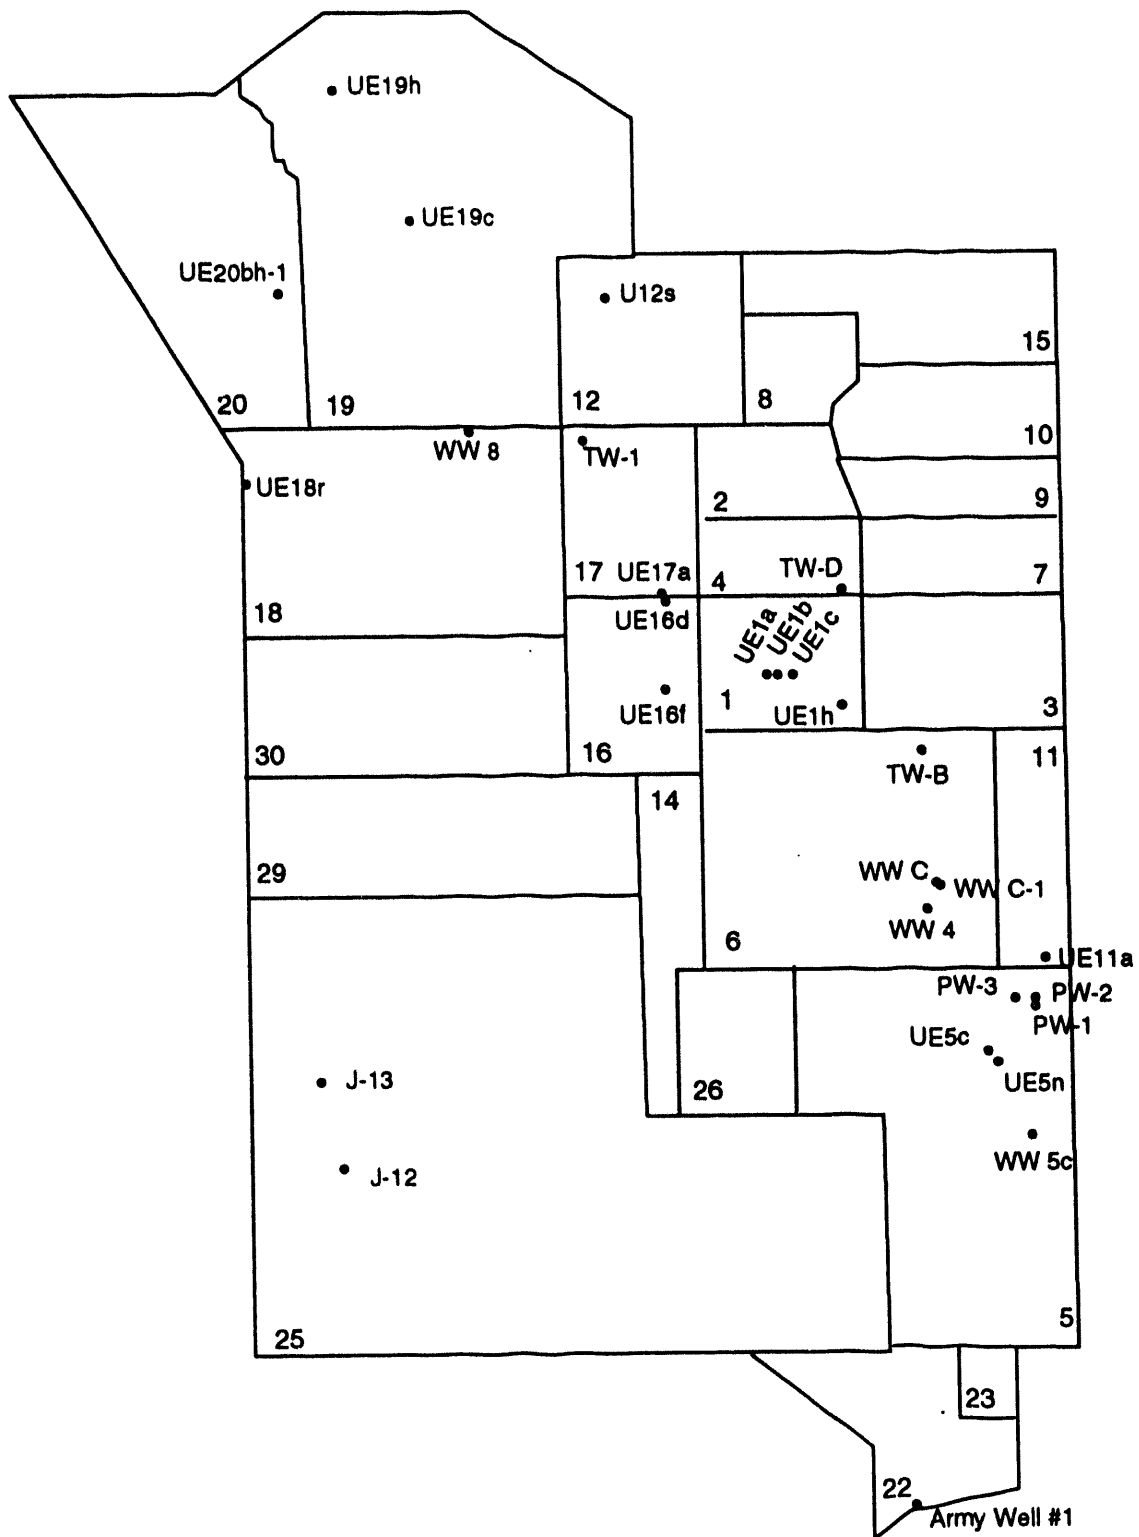 UE19h
UE19c
UE20bh-1
U12s
15
20
19
12
8
10
WW 8
TW-1
UE18r
2
9
17
UE17a
4
TW-D
7
18
UE16d
UE1a
UE1b
UE1c
UE16f
1
UE1h
3
30
16
TW-B
11
14
29
WW C
WW C-1
WW 4
6
UE11a
PW-3
PW-2
PW-1
UE5c
UE5n
J-13
26
WW 5c
J-12
5
25
23
22
Army Well #1